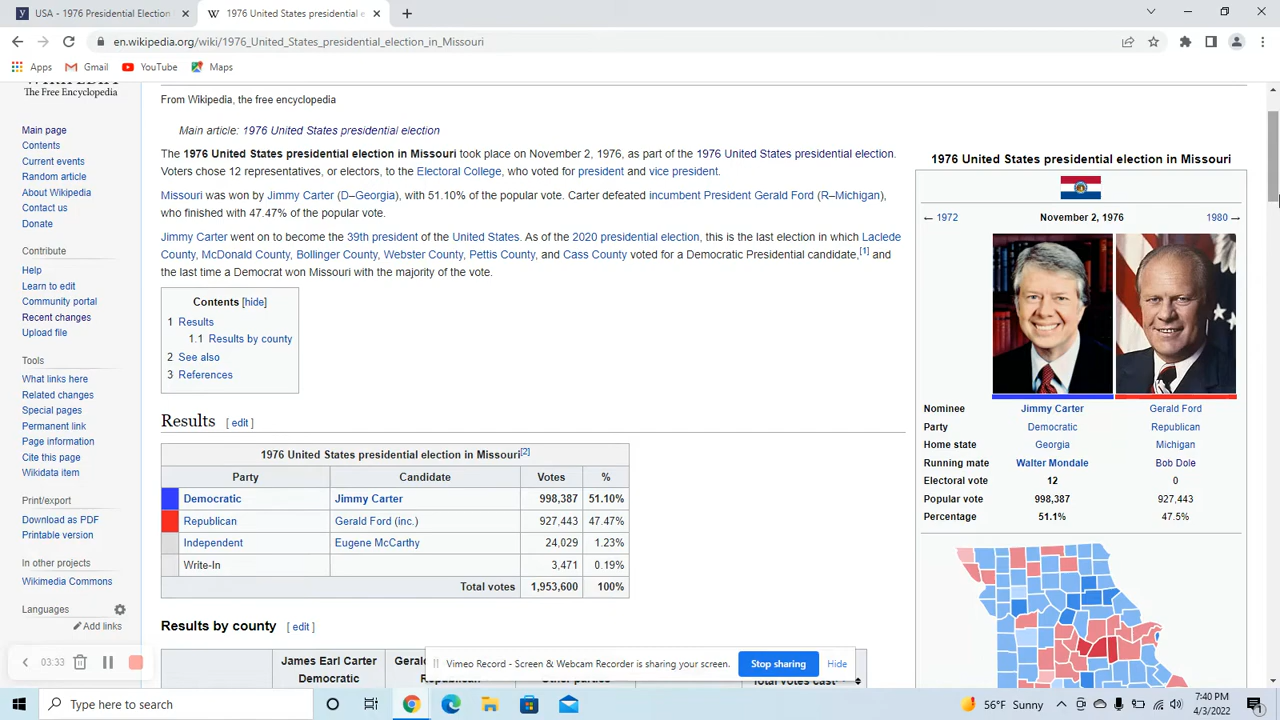 USA - 1976 Presidential Election
1976 United States presidential e
en.wikipedia.org/wiki/1976_United_States_presidential_election_in_Missouri
Apps Gmail YouTube Maps
The Free Encyclopedia
Main page
Contents
Current events
Random article
About Wikipedia
Contact us
Donate
Contribute
Help
Learn to edit
Community portal
Recent changes
Upload file
Tools
What links here
Related changes
Special pages
Permanent link
Page information
Cite this page
Wikidata item
Print/export
Download as PDF
Printable version
In other projects
Wikimedia Commons
Languages
Add links
From Wikipedia, the free encyclopedia
Main article: 1976 United States presidential election
The 1976 United States presidential election in Missouri took place on November 2, 1976, as part of the 1976 United States presidential election.
Voters chose 12 representatives, or electors, to the Electoral College, who voted for president and vice president.
Missouri was won by Jimmy Carter (D–Georgia), with 51.10% of the popular vote. Carter defeated incumbent President Gerald Ford (R–Michigan),
who finished with 47.47% of the popular vote.
Jimmy Carter went on to become the 39th president of the United States. As of the 2020 presidential election, this is the last election in which Laclede
County, McDonald County, Bollinger County, Webster County, Pettis County, and Cass County voted for a Democratic Presidential candidate,[1] and
the last time a Democrat won Missouri with the majority of the vote.
Contents [hide]
1 Results
1.1 Results by county
2 See also
3 References
Results [ edit ]
1976 United States presidential election in Missouri[2]
Party Candidate Votes %
Democratic Jimmy Carter 998,387 51.10%
Republican Gerald Ford (inc.) 927,443 47.47%
Independent Eugene McCarthy 24,029 1.23%
Write-In 3,471 0.19%
Total votes 1,953,600 100%
Results by county [ edit ]
James Earl Carter
Democratic
1976 United States presidential election in Missouri
← 1972 November 2, 1976 1980 →
Nominee Jimmy Carter Gerald Ford
Party Democratic Republican
Home state Georgia Michigan
Running mate Walter Mondale Bob Dole
Electoral vote 12 0
Popular vote 998,387 927,443
Percentage 51.1% 47.5%
03:33
Vimeo Record - Screen & Webcam Recorder is sharing your screen. Stop sharing Hide
Type here to search
56°F Sunny
7:40 PM
4/3/2022
1